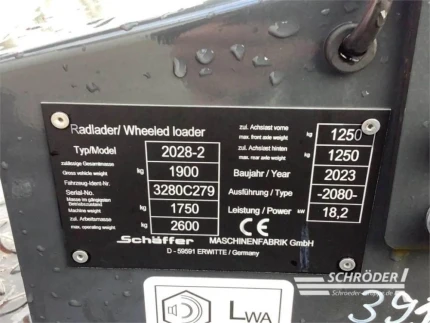 Radlader/ Wheeled loader
Typ/Model 2028-2
zulässige Gesamtmasse
Gross vehicle weight kg 1900
Fahrzeug-Ident-Nr.
Serial-No. 3280C279
Masse im gefahrenen
Betriebszustand
Machine weight kg 1750
zul. Arbeitsmasse
max. operating weight kg 2600
zul. Achslast vorne
max. front axle weight kg 1250
zul. Achslast hinten
max. rear axle weight kg 1250
Baujahr / Year 2023
Ausführung / Type -2080-
Leistung / Power kW 18,2
CE
Schäffer MASCHINENFABRIK GmbH
D - 59591 ERWITTE / Germany
LWA
SCHRÖDER